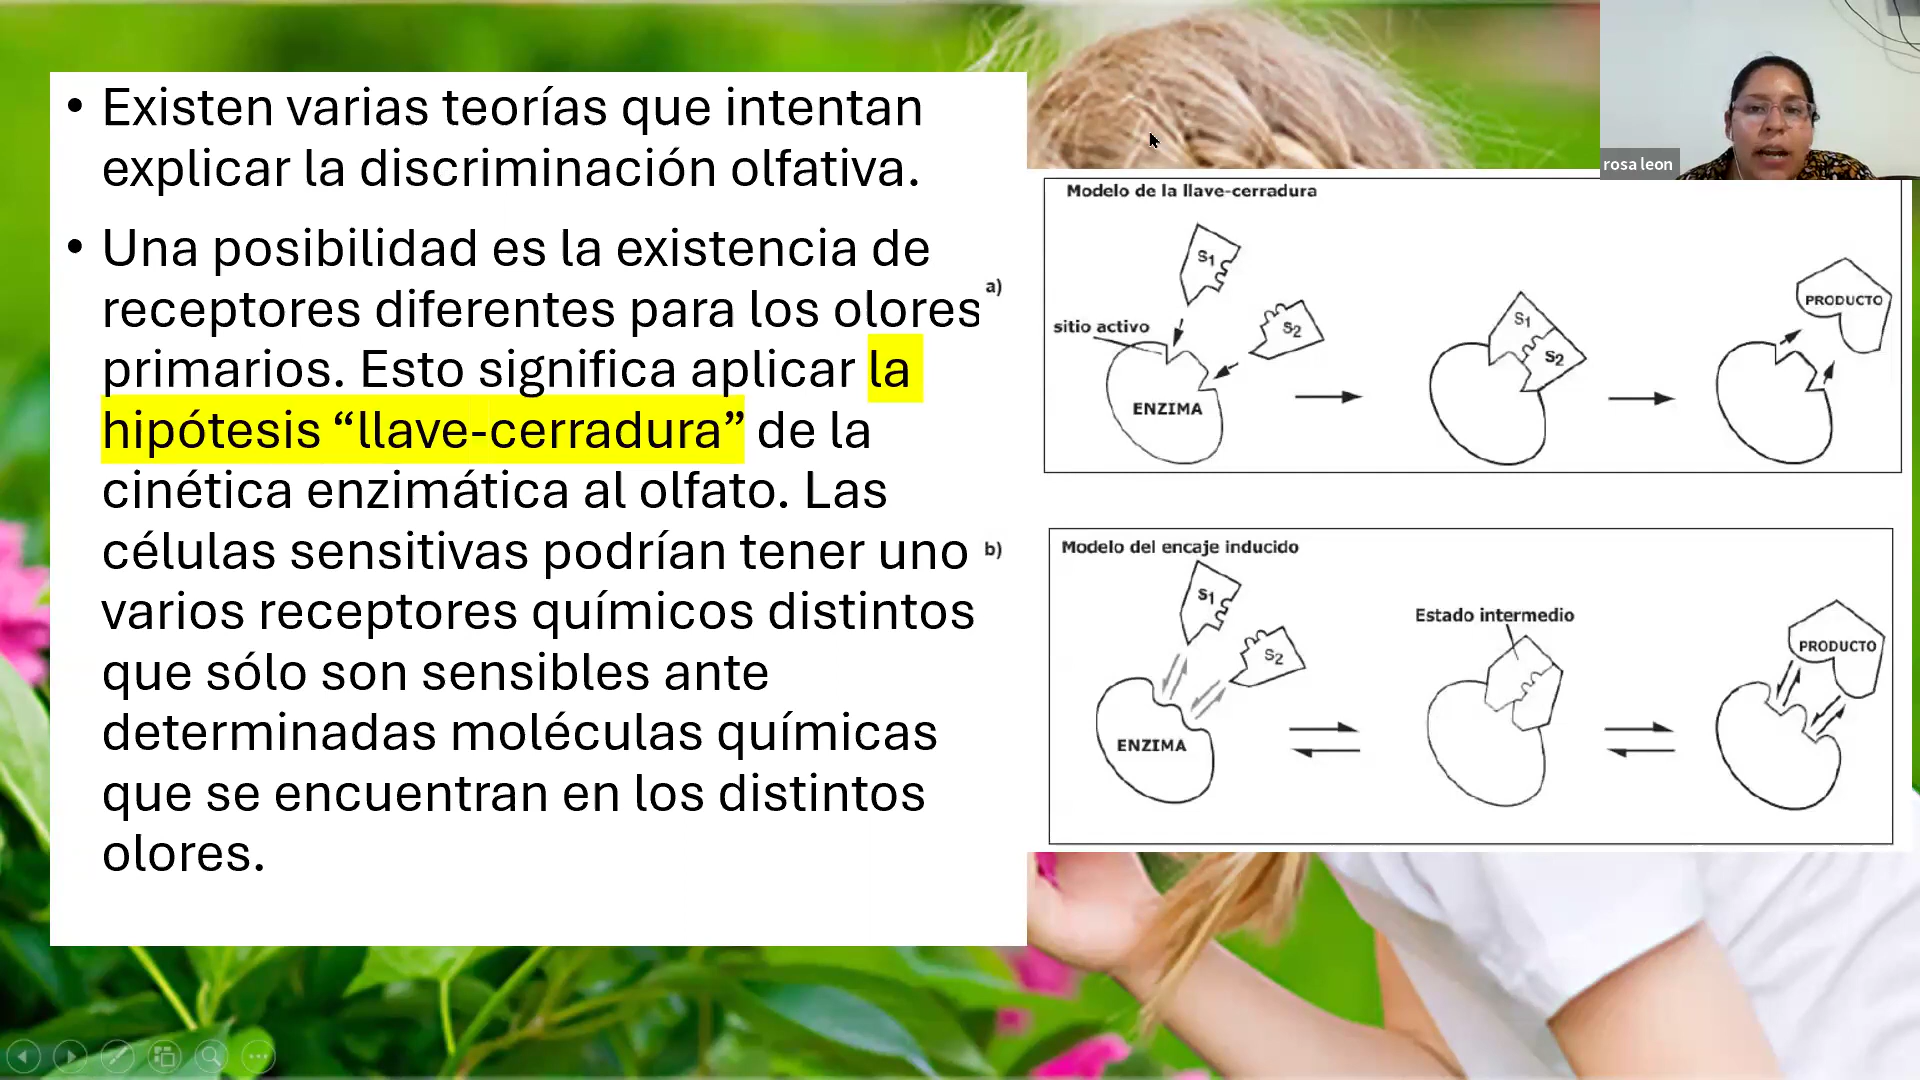 • Existen varias teorías que intentan
explicar la discriminación olfativa.
• Una posibilidad es la existencia de
receptores diferentes para los olores
primarios. Esto significa aplicar la
hipótesis “llave-cerradura” de la
cinética enzimática al olfato. Las
células sensitivas podrían tener uno
varios receptores químicos distintos
que sólo son sensibles ante
determinadas moléculas químicas
que se encuentran en los distintos
olores.
rosa leon
a)
Modelo de la llave-cerradura
S1
S2
sitio activo
ENZIMA
S1
S2
PRODUCTO
b)
Modelo del encaje inducido
S1
S2
ENZIMA
Estado intermedio
PRODUCTO